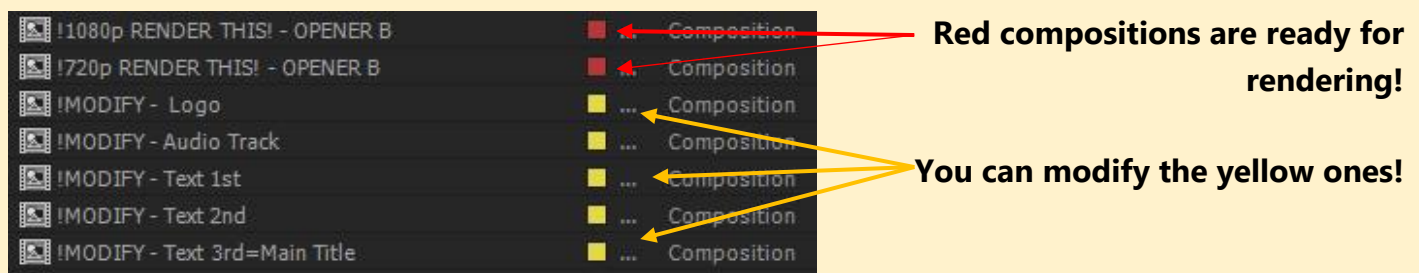 !1080p RENDER THIS! - OPENER B ... Composition
!720p RENDER THIS! - OPENER B ... Composition
!MODIFY - Logo ... Composition
!MODIFY - Audio Track ... Composition
!MODIFY - Text 1st ... Composition
!MODIFY - Text 2nd ... Composition
!MODIFY - Text 3rd=Main Title ... Composition
Red compositions are ready for
rendering!
You can modify the yellow ones!